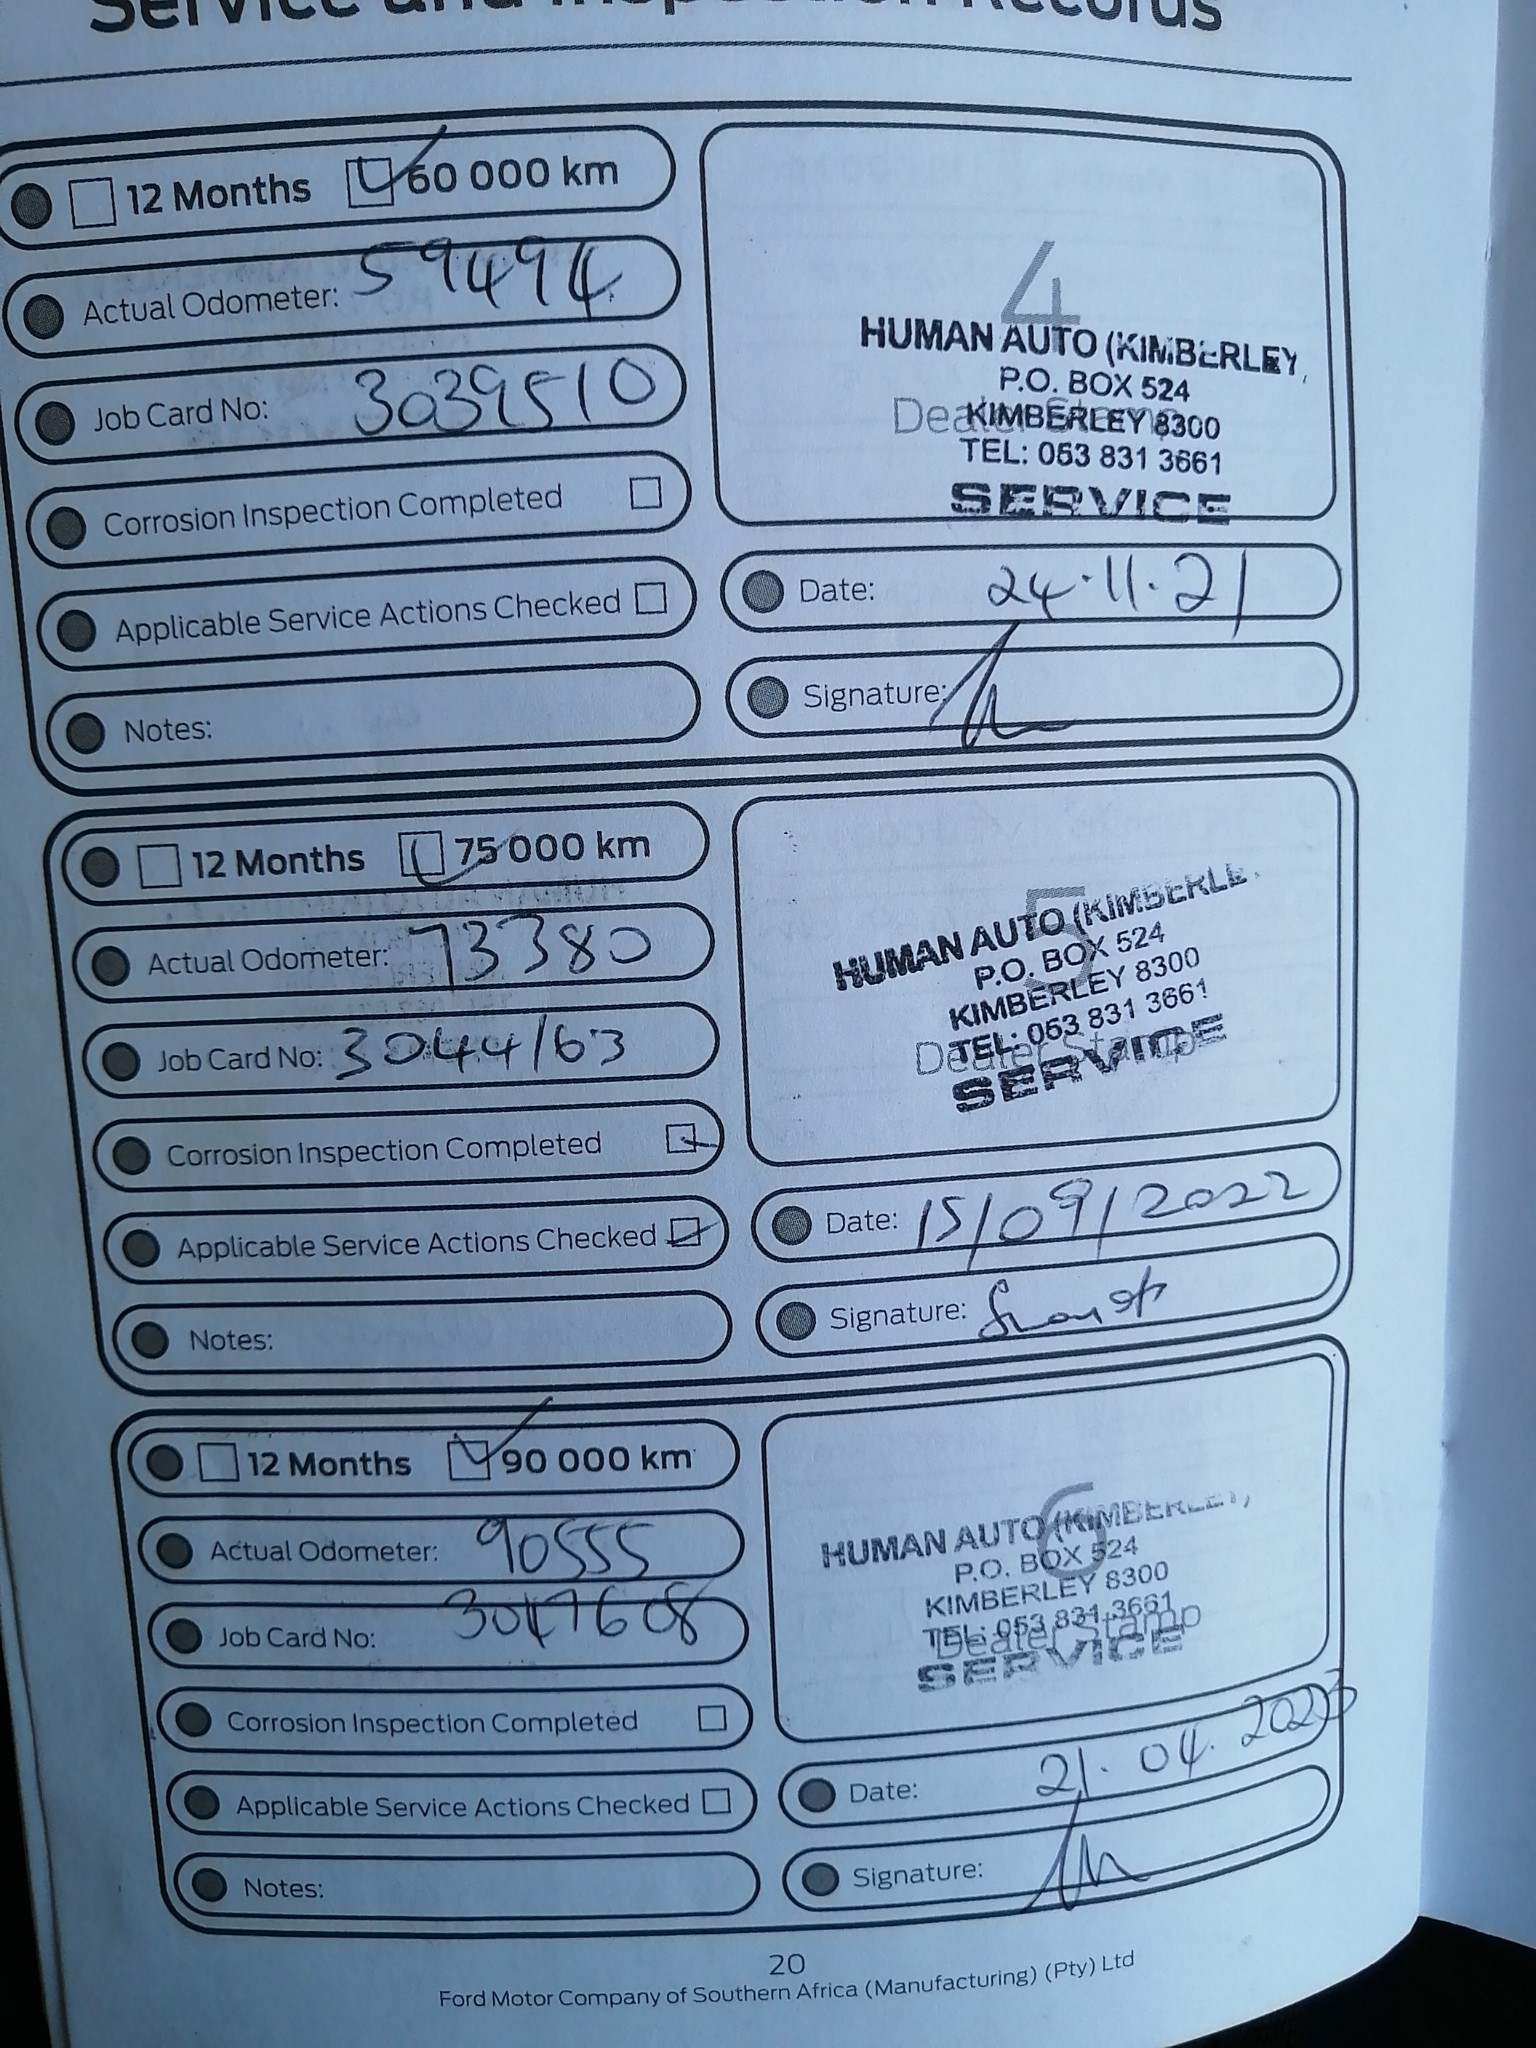 Service and Inspection Records
12 Months 60 000 km
Actual Odometer: 59494
Job Card No: 3039510
Corrosion Inspection Completed
Applicable Service Actions Checked
Notes:
4
Dealer Stamp
HUMAN AUTO (KIMBERLEY,
P.O. BOX 524
KIMBERLEY 8300
TEL: 053 831 3661
SERVICE
Date: 24.11.21
Signature:
12 Months 75 000 km
Actual Odometer: 73380
Job Card No: 3044163
Corrosion Inspection Completed
Applicable Service Actions Checked
Notes:
5
Dealer Stamp
HUMAN AUTO (KIMBERLE
P.O. BOX 524
KIMBERLEY 8300
TEL: 053 831 3661
SERVICE
Date: 15/09/2022
Signature:
12 Months 90 000 km
Actual Odometer: 90555
Job Card No: 3047608
Corrosion Inspection Completed
Applicable Service Actions Checked
Notes:
6
Dealer Stamp
HUMAN AUTO (KIMBERLEY)
P.O. BOX 524
KIMBERLEY 8300
TEL: 053 831 3661
SERVICE
Date: 21.04.2023
Signature:
20
Ford Motor Company of Southern Africa (Manufacturing) (Pty) Ltd